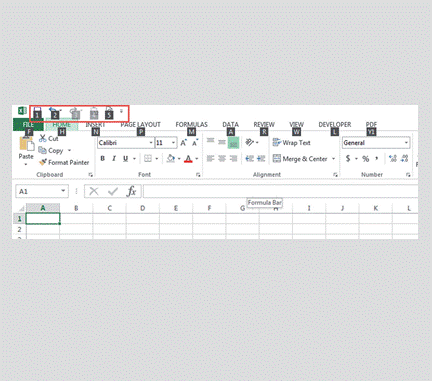 1 2 3 4 5
FILE HOME INSERT PAGE LAYOUT FORMULAS DATA REVIEW VIEW DEVELOPER PDF
F H N P M A R W L Y1
Cut
Calibri 11 A A Wrap Text General
Copy
Paste
Format Painter B I U A Merge & Center $ %
Clipboard Font Alignment Number
A1 fx
Formula Bar
A B C D E F G H I J K L
1
2
3